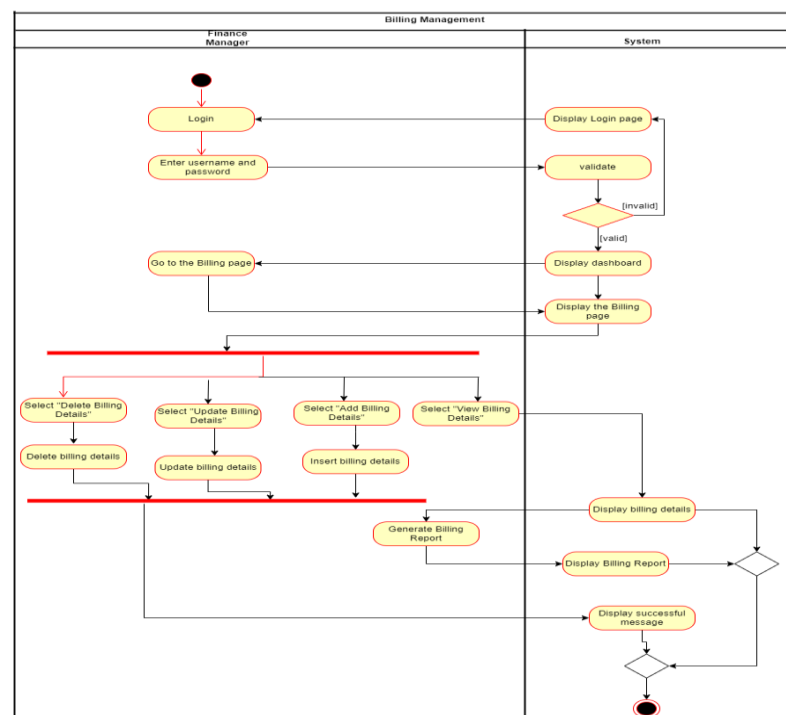 Billing Management
Finance
Manager
System
Login
Display Login page
Enter username and
password
validate
[invalid]
[valid]
Go to the Billing page
Display dashboard
Display the Billing
page
Select "Delete Billing
Details"
Select "Update Billing
Details"
Select "Add Billing
Details"
Select "View Billing
Details"
Delete billing details
Update billing details
Insert billing details
Display billing details
Generate Billing
Report
Display Billing Report
Display successful
message